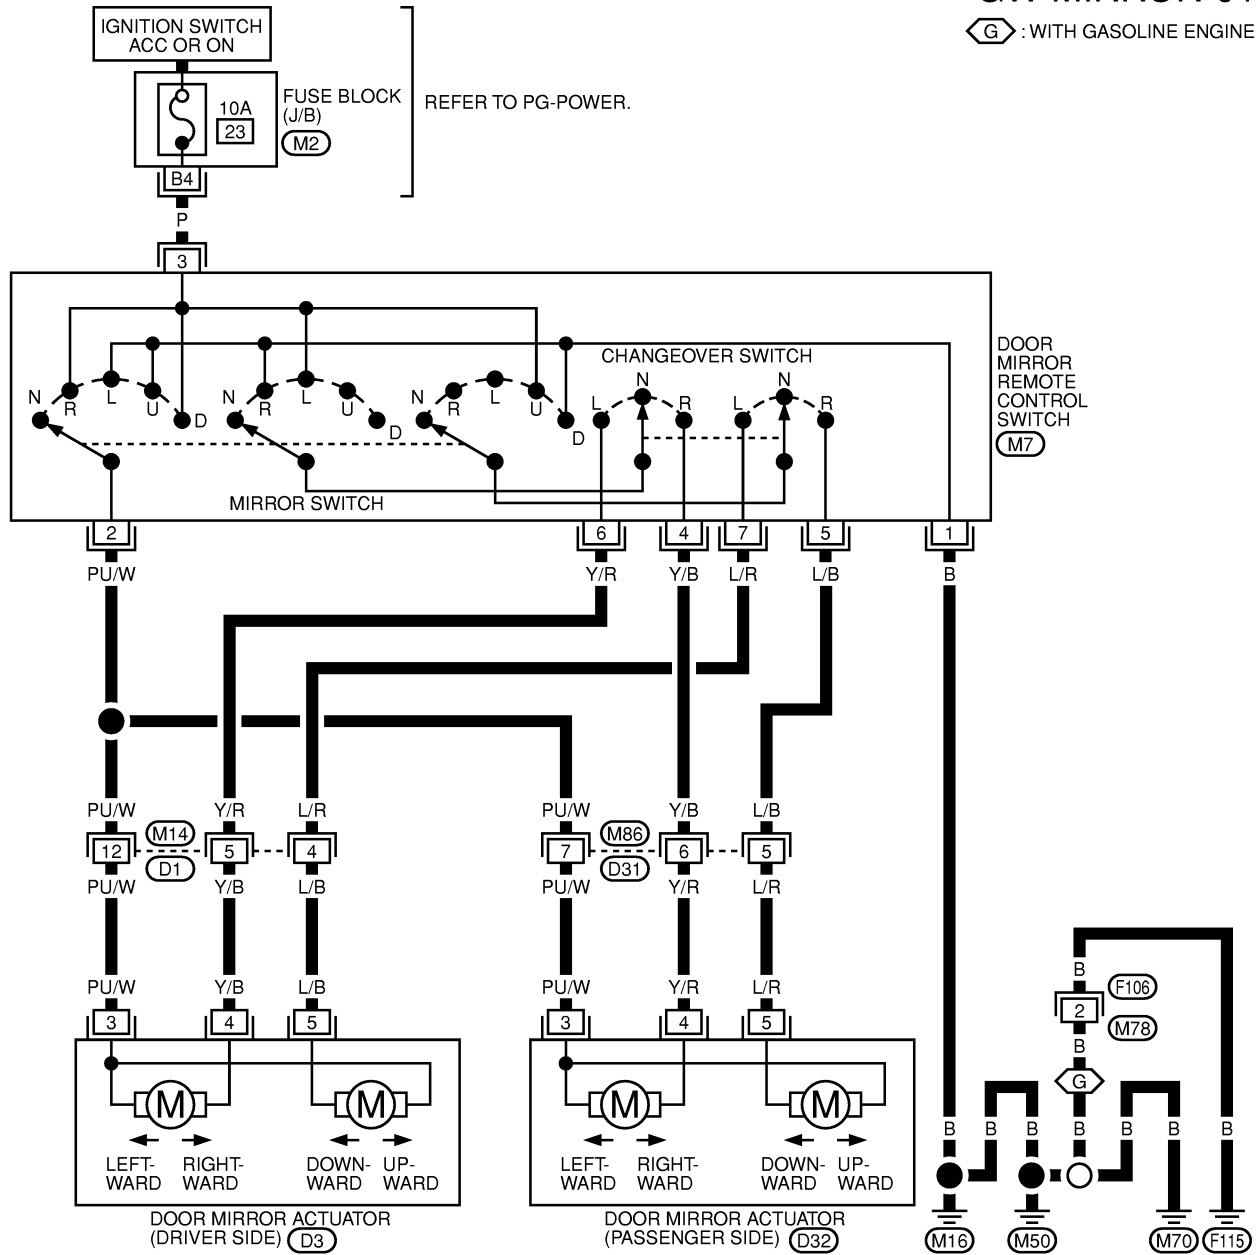 IGNITION SWITCH
ACC OR ON
G : WITH GASOLINE ENGINE
FUSE BLOCK
(J/B)
M2
10A
23
REFER TO PG-POWER.
B4
P
3
CHANGEOVER SWITCH
DOOR
MIRROR
REMOTE
CONTROL
SWITCH
M7
N R L U D N R L U D N R L U D L N R L N R
MIRROR SWITCH
2 6 4 7 5 1
PU/W Y/R Y/B L/R L/B B
PU/W Y/R L/R PU/W Y/B L/B
M14 M86
12 5 4 7 6 5
D1 D31
PU/W Y/B L/B PU/W Y/R L/R
B
F106
2
M78
B
G
PU/W Y/B L/B PU/W Y/R L/R
3 4 5 3 4 5
M M M M
B B B B B B
LEFT- RIGHT- DOWN- UP- LEFT- RIGHT- DOWN- UP-
WARD WARD WARD WARD WARD WARD WARD WARD
DOOR MIRROR ACTUATOR
(DRIVER SIDE) D3
DOOR MIRROR ACTUATOR
(PASSENGER SIDE) D32
M16 M50 M70 F115